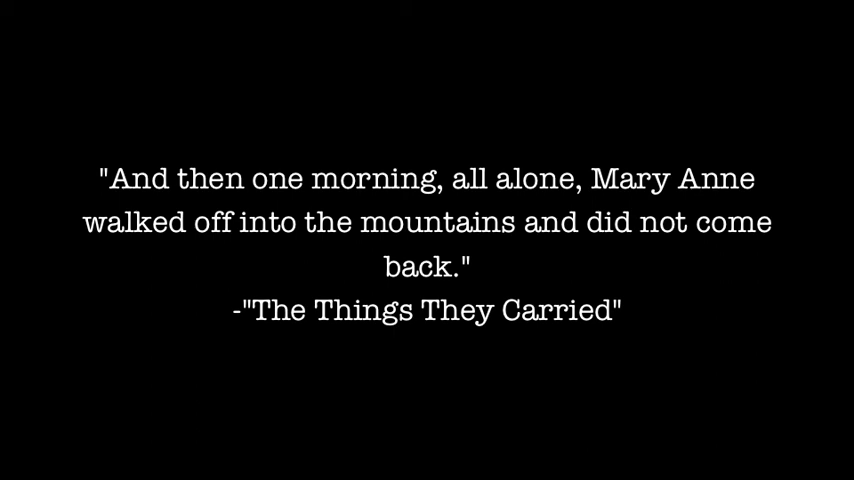 "And then one morning, all alone, Mary Anne
walked off into the mountains and did not come
back."
-"The Things They Carried"